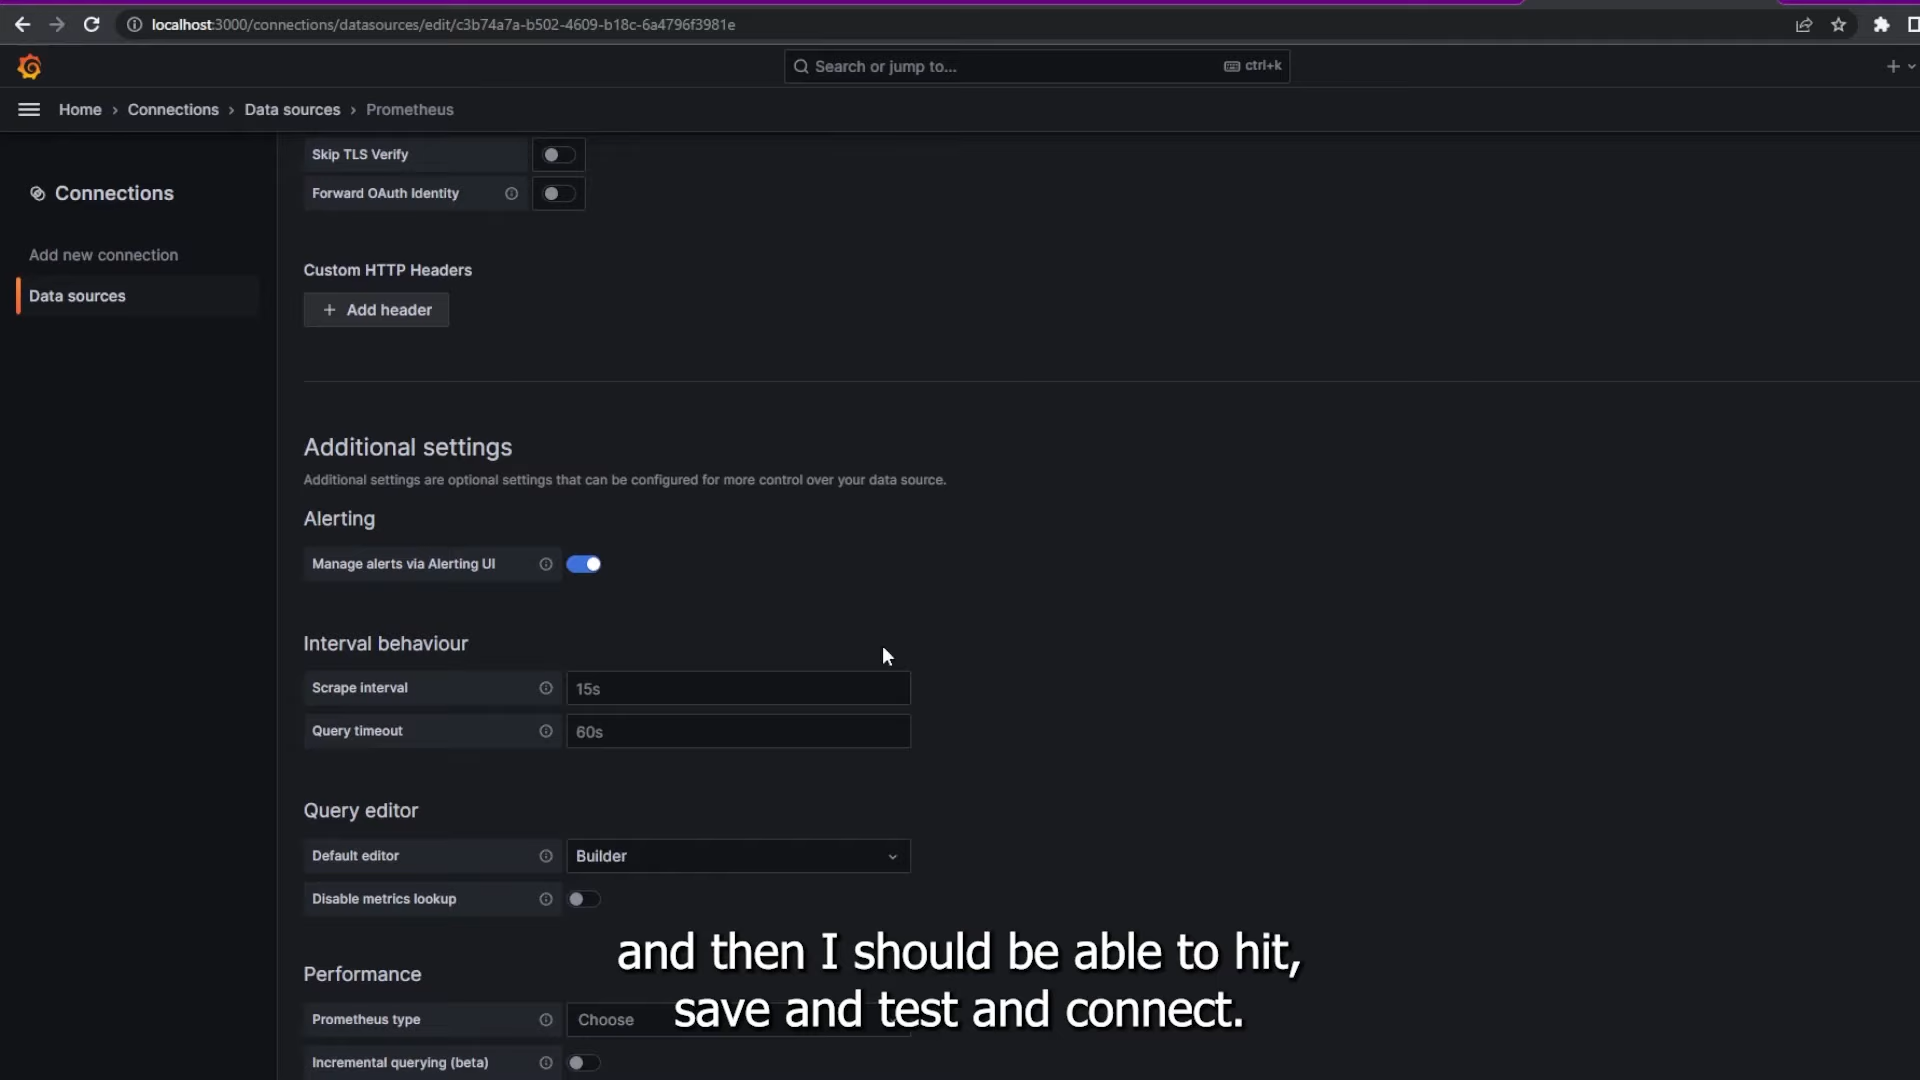 localhost:3000/connections/datasources/edit/c3b74a7a-b502-4609-b18c-6a4796f3981e
Search or jump to...
ctrl+k
Home › Connections › Data sources › Prometheus
Connections
Add new connection
Data sources
Skip TLS Verify
Forward OAuth Identity
Custom HTTP Headers
+ Add header
Additional settings
Additional settings are optional settings that can be configured for more control over your data source.
Alerting
Manage alerts via Alerting UI
Interval behaviour
Scrape interval
15s
Query timeout
60s
Query editor
Default editor
Builder
Disable metrics lookup
Performance
Prometheus type
Choose
Incremental querying (beta)
and then I should be able to hit,
save and test and connect.